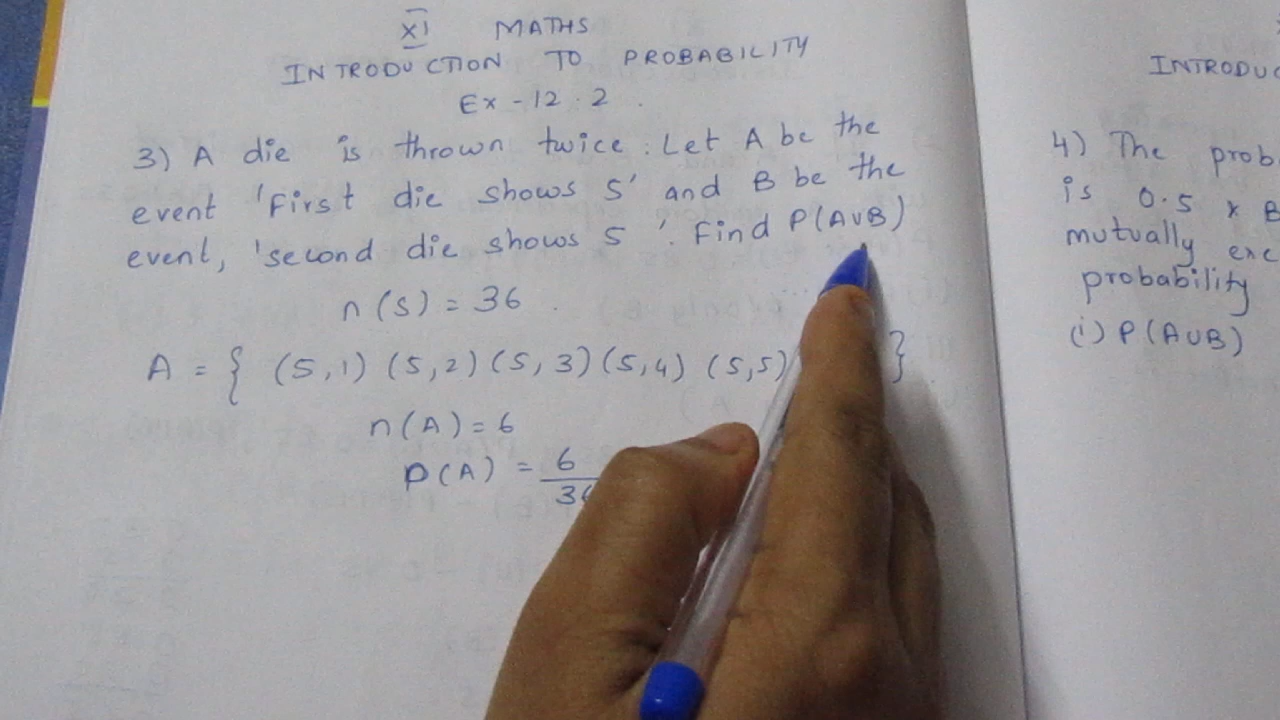 XI MATHS
INTRODUCTION TO PROBABILITY
Ex - 12.2.
3) A die is thrown twice. Let A be the
event 'First die shows 5' and B be the
event, 'second die shows 5'. Find P(A∪B)
n(S) = 36.
A = { (5,1) (5,2) (5,3) (5,4) (5,5) }
n(A) = 6
P(A) = 6/36
INTRODUC
4) The prob
is 0.5 x B
mutually exc
probability
(i) P(A∪B)